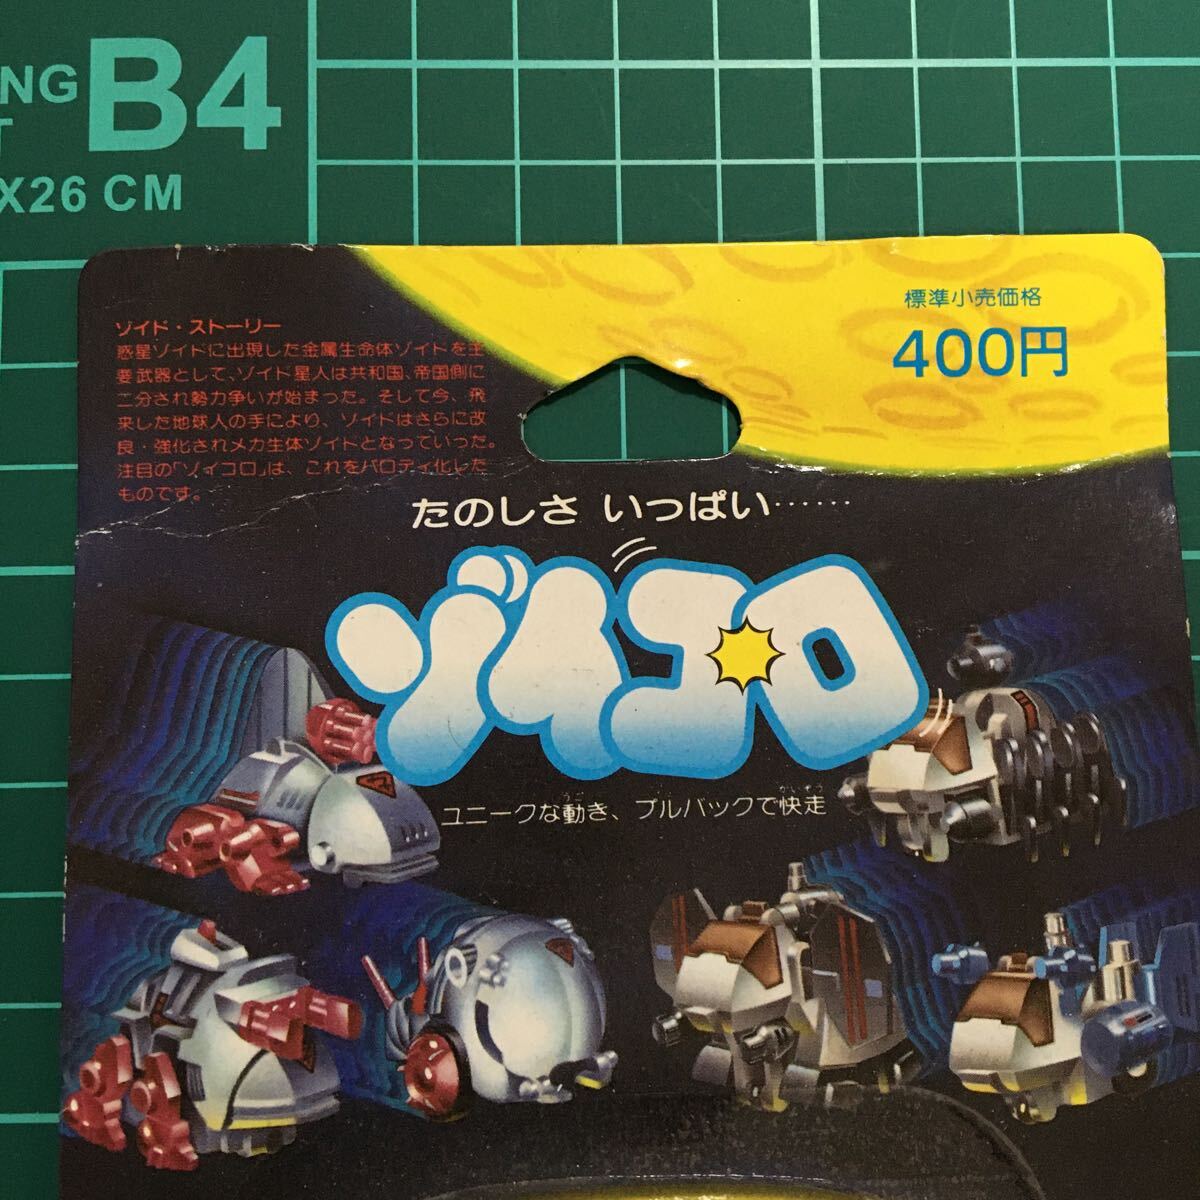 NG B4
T
X26 CM
標準小売価格
400円
ゾイド・ストーリー
惑星ゾイドに出現した金属生命体ゾイドを主
要武器として、ゾイド星人は共和国、帝国側に
二分され勢力争いが始まった。そして今、飛
来した地球人の手により、ゾイドはさらに改
良・強化されメカ生体ゾイドとなっていった。
注目の「ゾイコロ」は、これをパロディ化した
ものです。
たのしさ いっぱい……
ゾイコロ
ユニークな動き、プルバックで快走